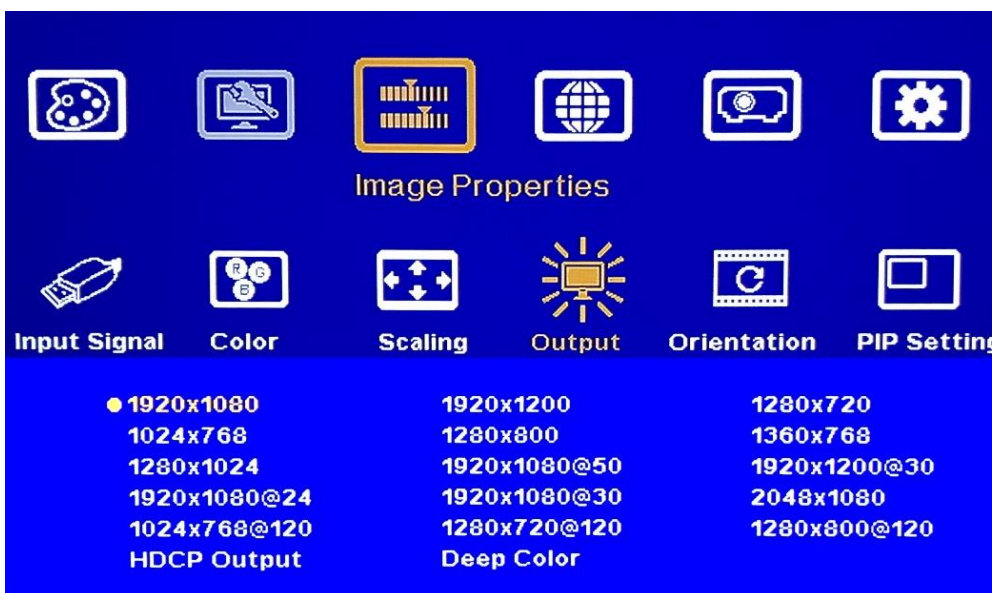 Image Properties
R G
B
Input Signal Color Scaling Output Orientation PIP Setting
1920x1080 1920x1200 1280x720
1024x768 1280x800 1360x768
1280x1024 1920x1080@50 1920x1200@30
1920x1080@24 1920x1080@30 2048x1080
1024x768@120 1280x720@120 1280x800@120
HDCP Output Deep Color